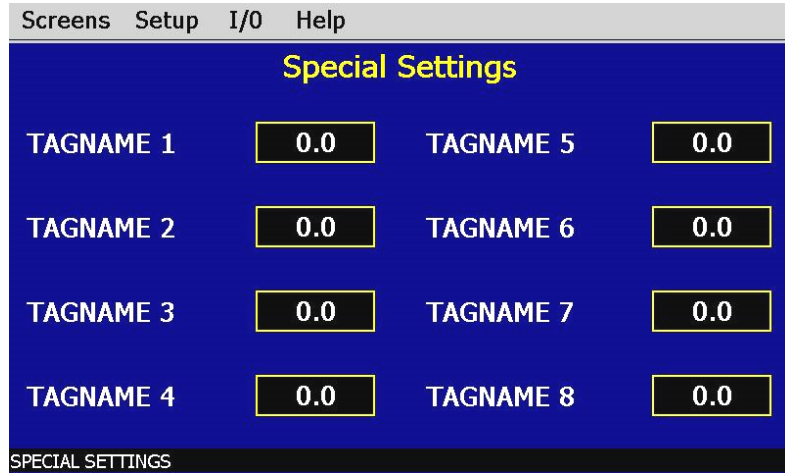 Screens Setup I/0 Help
Special Settings
TAGNAME 1 0.0 TAGNAME 5 0.0
TAGNAME 2 0.0 TAGNAME 6 0.0
TAGNAME 3 0.0 TAGNAME 7 0.0
TAGNAME 4 0.0 TAGNAME 8 0.0
SPECIAL SETTINGS